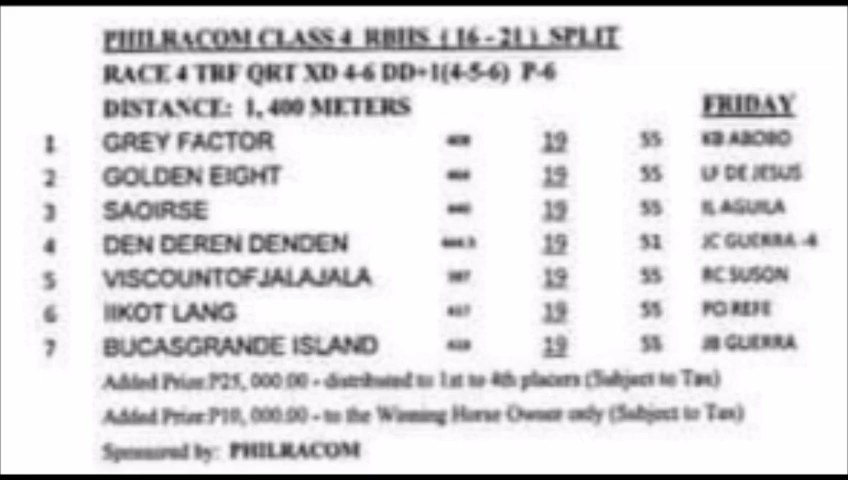 PHILRACOM CLASS 4 RBHS ( 16 - 21 ) SPLIT
RACE 4 TRF QRT XD 4-6 DD+1(4-5-6) P-6
DISTANCE: 1, 400 METERS FRIDAY
1 GREY FACTOR 19 55 KB ABOBO
2 GOLDEN EIGHT 19 55 LF DE JESUS
3 SAOIRSE 19 55 IL AGUILA
4 DEN DEREN DENDEN 19 51 JC GUERRA -4
5 VISCOUNTOFJALAJALA 19 55 RC SUSON
6 IIKOT LANG 19 55 PO REFE
7 BUCASGRANDE ISLAND 19 55 JB GUERRA
Added Prize:P25, 000.00 - distributed to 1st to 4th placers (Subject to Tax)
Added Prize:P10, 000.00 - to the Winning Horse Owner only (Subject to Tax)
Sponsored by: PHILRACOM